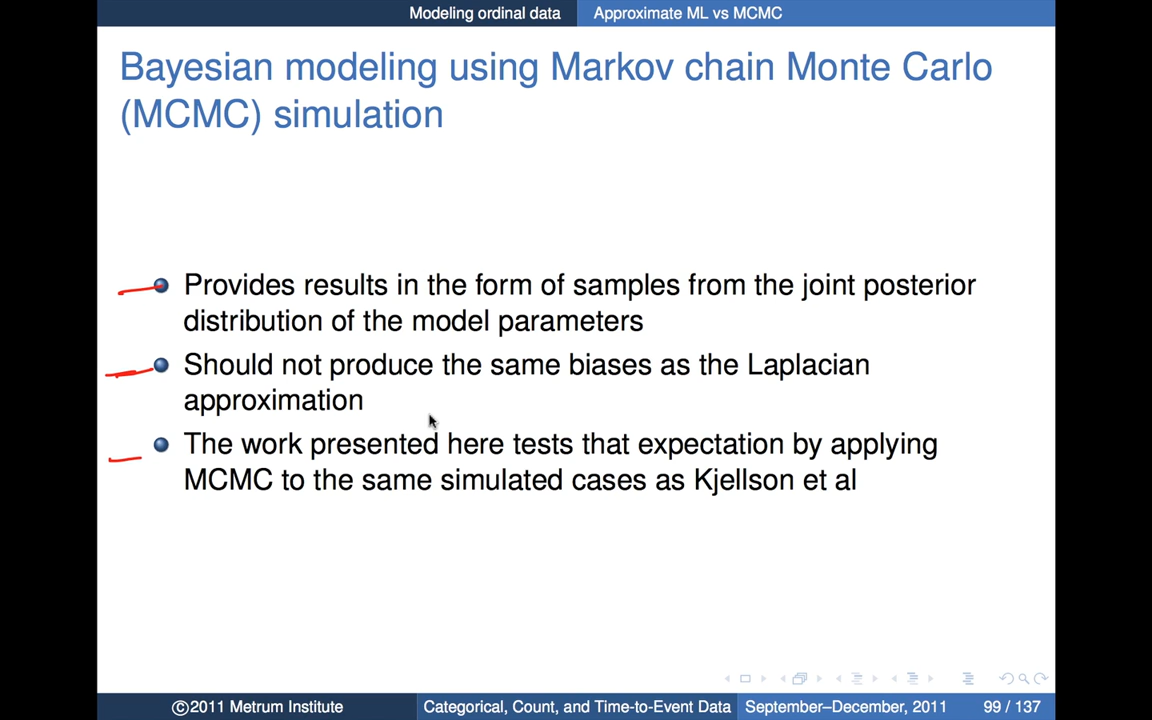 Modeling ordinal data Approximate ML vs MCMC
Bayesian modeling using Markov chain Monte Carlo
(MCMC) simulation
Provides results in the form of samples from the joint posterior
distribution of the model parameters
Should not produce the same biases as the Laplacian
approximation
The work presented here tests that expectation by applying
MCMC to the same simulated cases as Kjellson et al
©2011 Metrum Institute Categorical, Count, and Time-to-Event Data September–December, 2011 99 / 137